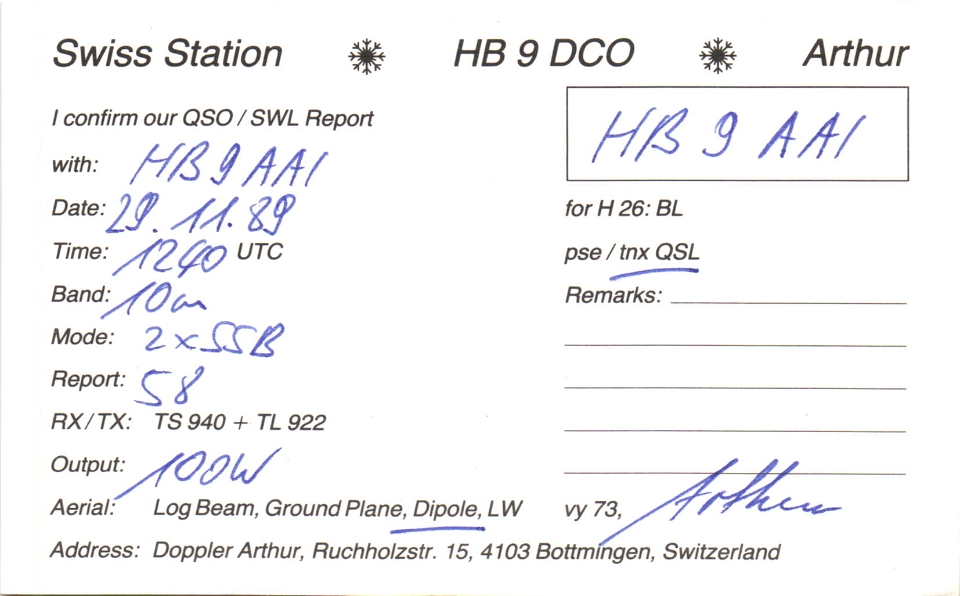 Swiss Station HB 9 DCO Arthur
I confirm our QSO / SWL Report
with: HB 9 AAI
Date: 29.11.89
Time: 1240 UTC
Band: 10m
Mode: 2xSSB
Report: 58
RX/TX: TS 940 + TL 922
Output: 100W
Aerial: Log Beam, Ground Plane, Dipole, LW
HB 9 AAI
for H 26: BL
pse / tnx QSL
Remarks:
vy 73, Arthur
Address: Doppler Arthur, Ruchholzstr. 15, 4103 Bottmingen, Switzerland